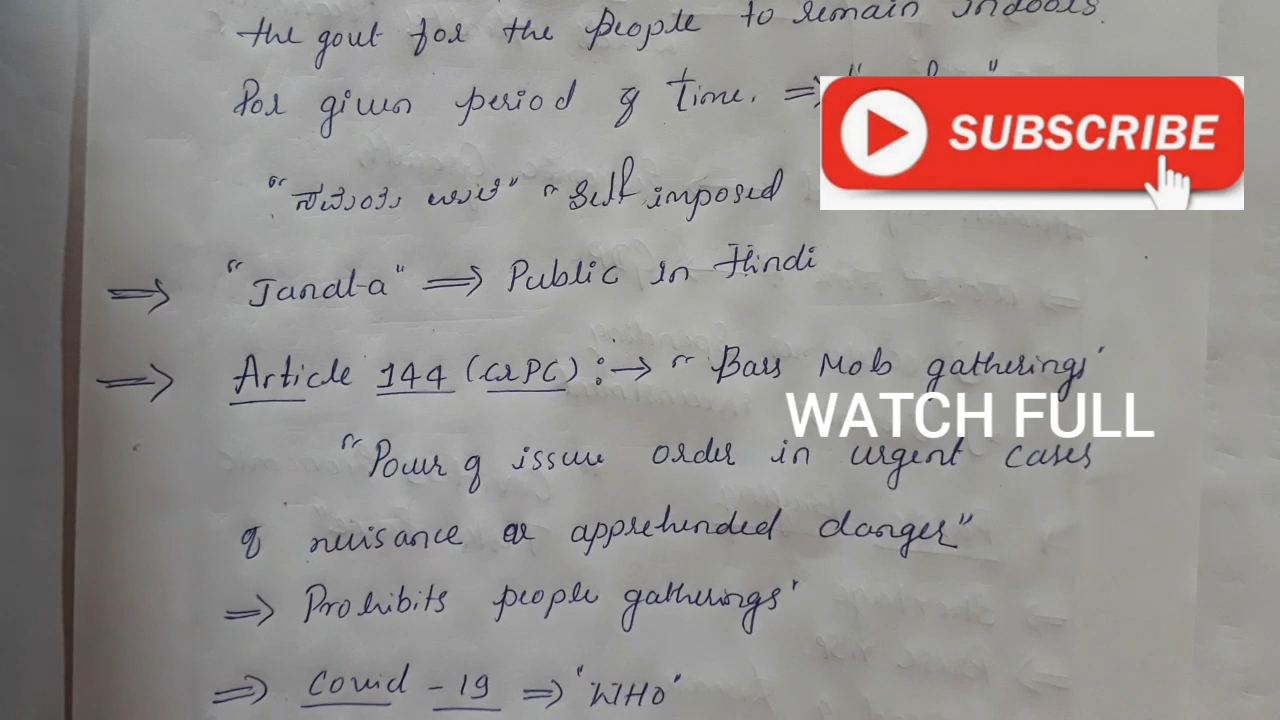 the govt for the people to remain indoors.
for given period of time. ⇒
SUBSCRIBE
" " " Self imposed
⇒ "Janata" ⇒ Public in Hindi
⇒ Article 144 (CrPC) :→ " Bars Mob gatherings"
WATCH FULL
"Power of issue order in urgent cases
of nuisance or apprehended danger"
⇒ Prohibits people gatherings'
⇒ Covid - 19 ⇒ "WHO"